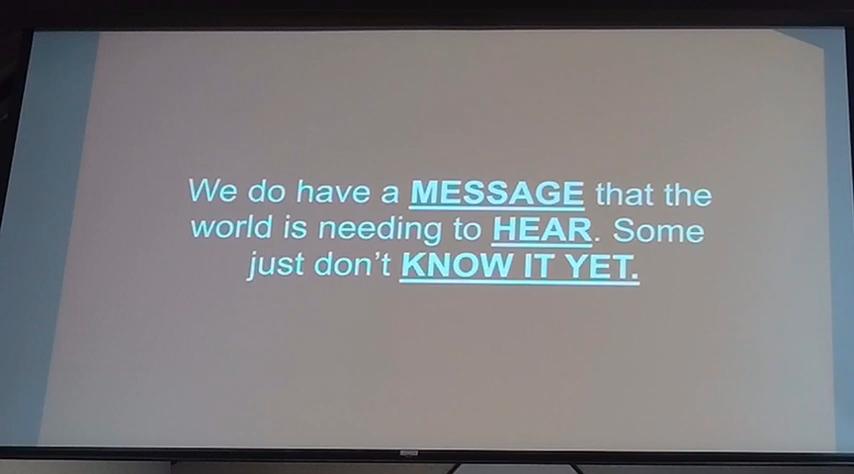 We do have a MESSAGE that the
world is needing to HEAR. Some
just don't KNOW IT YET.